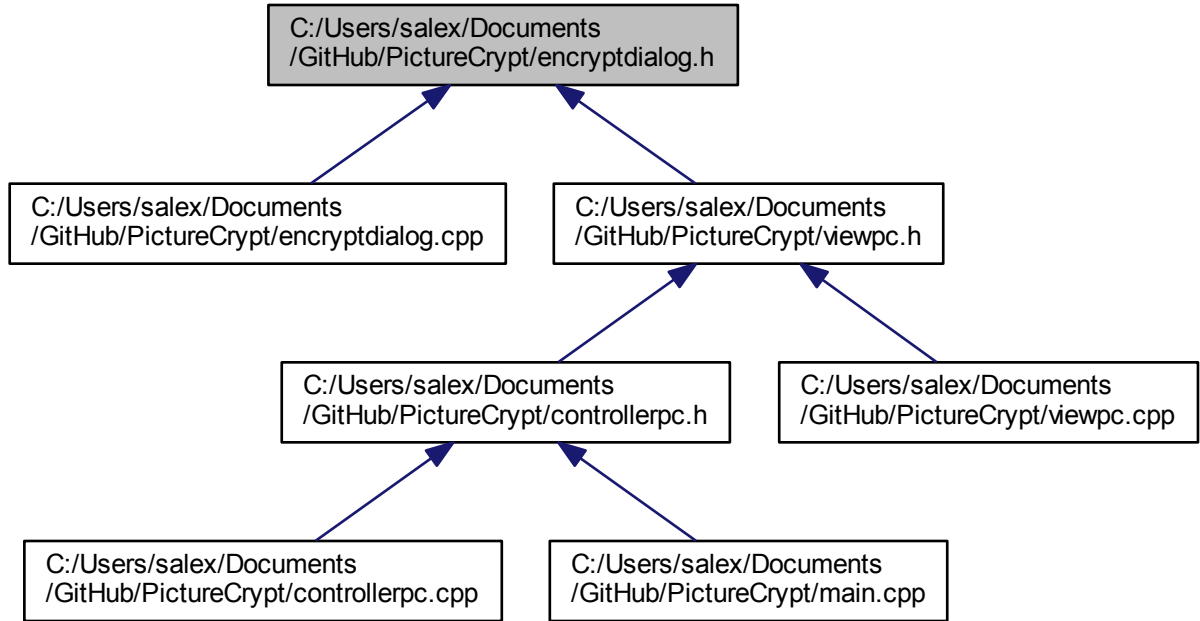 C:/Users/salex/Documents
/GitHub/PictureCrypt/encryptdialog.h
C:/Users/salex/Documents
/GitHub/PictureCrypt/encryptdialog.cpp
C:/Users/salex/Documents
/GitHub/PictureCrypt/viewpc.h
C:/Users/salex/Documents
/GitHub/PictureCrypt/controllerpc.h
C:/Users/salex/Documents
/GitHub/PictureCrypt/viewpc.cpp
C:/Users/salex/Documents
/GitHub/PictureCrypt/controllerpc.cpp
C:/Users/salex/Documents
/GitHub/PictureCrypt/main.cpp